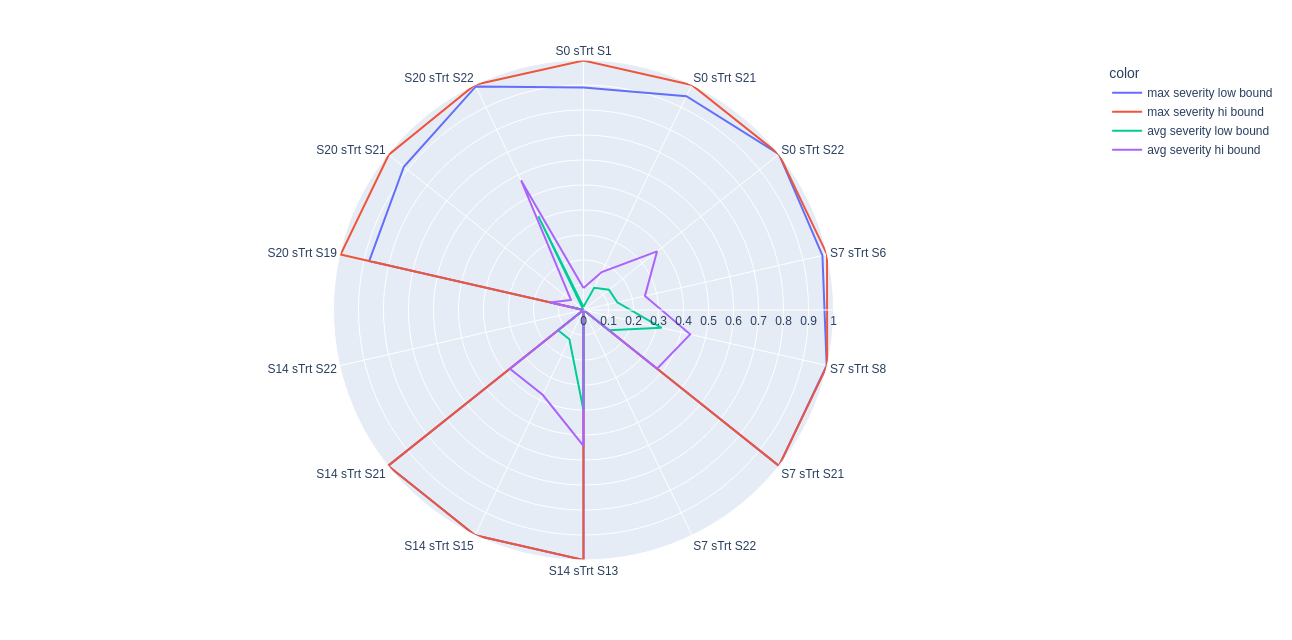 S0 sTrt S1
S20 sTrt S22
S0 sTrt S21
color
max severity low bound
max severity hi bound
avg severity low bound
avg severity hi bound
S20 sTrt S21
S0 sTrt S22
S20 sTrt S19
S7 sTrt S6
0 0.1 0.2 0.3 0.4 0.5 0.6 0.7 0.8 0.9 1
S14 sTrt S22
S7 sTrt S8
S14 sTrt S21
S7 sTrt S21
S14 sTrt S15
S7 sTrt S22
S14 sTrt S13